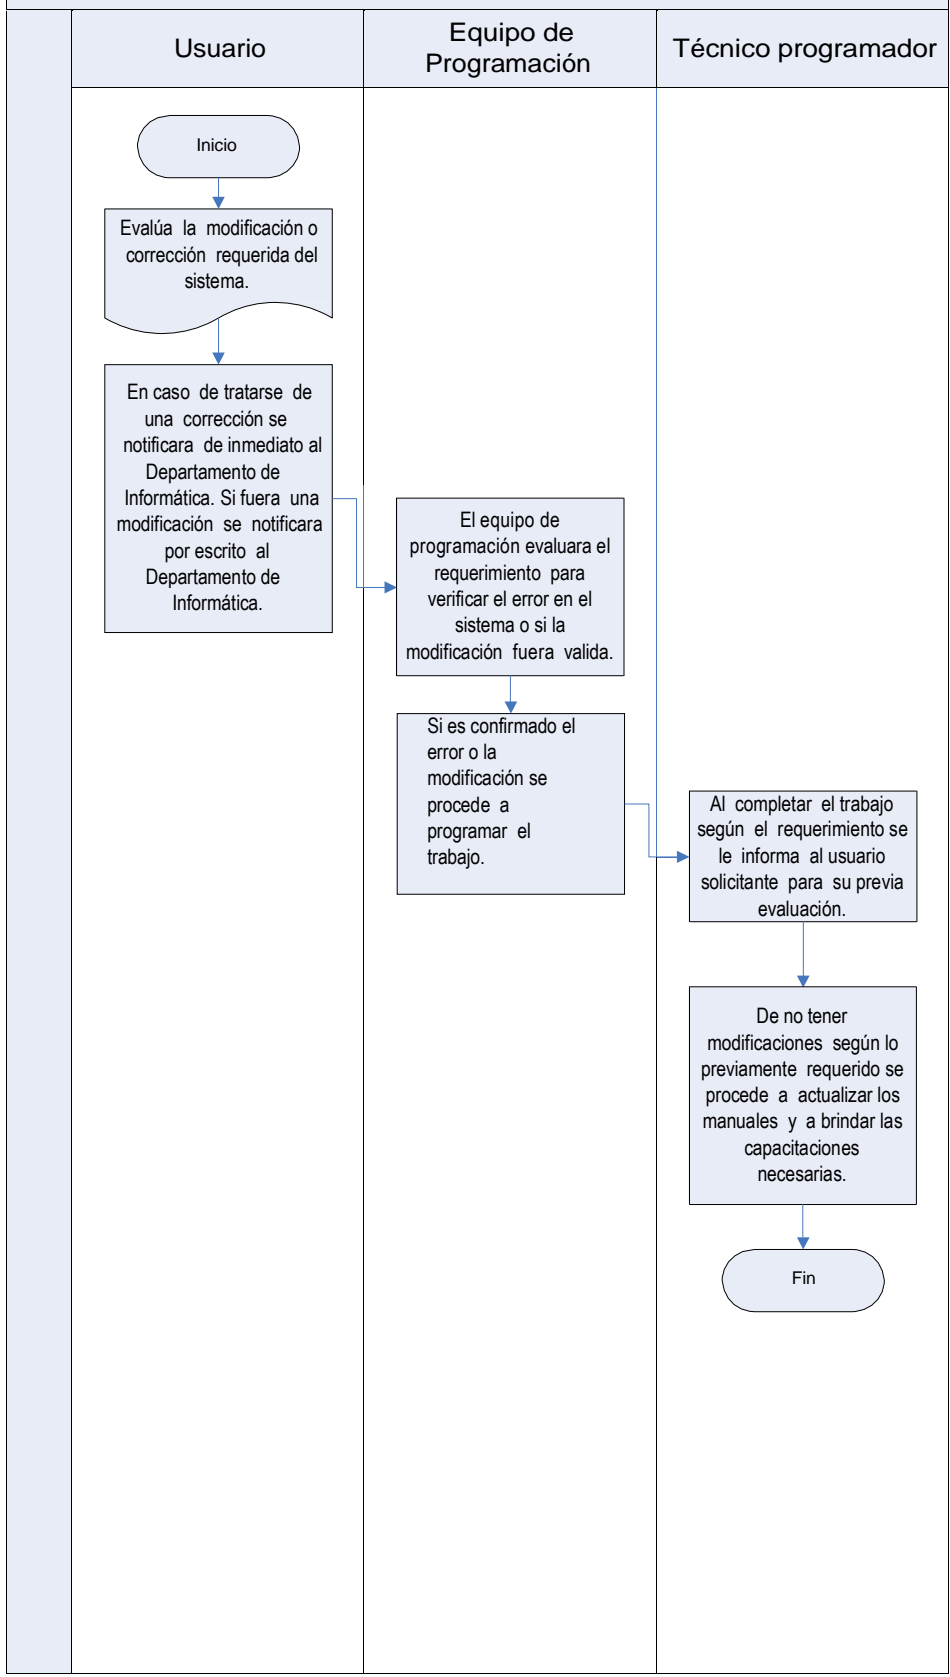 Usuario
Equipo de
Programación
Técnico programador
Inicio
Evalúa la modificación o
corrección requerida del
sistema.
En caso de tratarse de
una corrección se
notificara de inmediato al
Departamento de
Informática. Si fuera una
modificación se notificara
por escrito al
Departamento de
Informática.
El equipo de
programación evaluara el
requerimiento para
verificar el error en el
sistema o si la
modificación fuera valida.
Si es confirmado el
error o la
modificación se
procede a
programar el
trabajo.
Al completar el trabajo
según el requerimiento se
le informa al usuario
solicitante para su previa
evaluación.
De no tener
modificaciones según lo
previamente requerido se
procede a actualizar los
manuales y a brindar las
capacitaciones
necesarias.
Fin